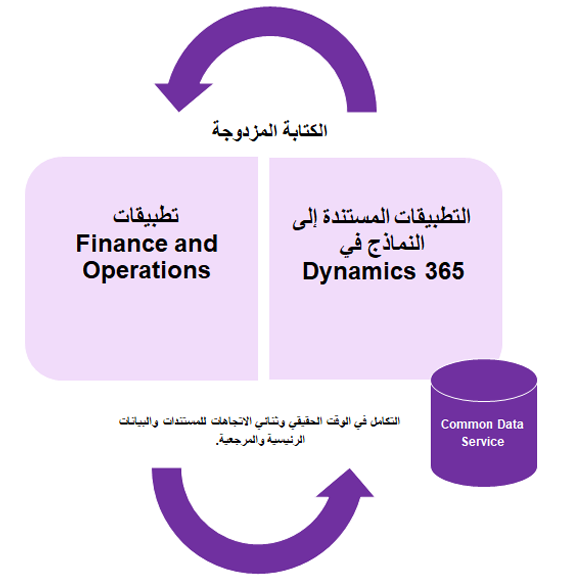 الكتابة المزدوجة
تطبيقات
Finance and
Operations
التطبيقات المستندة إلى
النماذج في
Dynamics 365
التكامل في الوقت الحقيقي وثنائي الاتجاهات للمستندات والبيانات
الرئيسية والمرجعية.
Common Data
Service